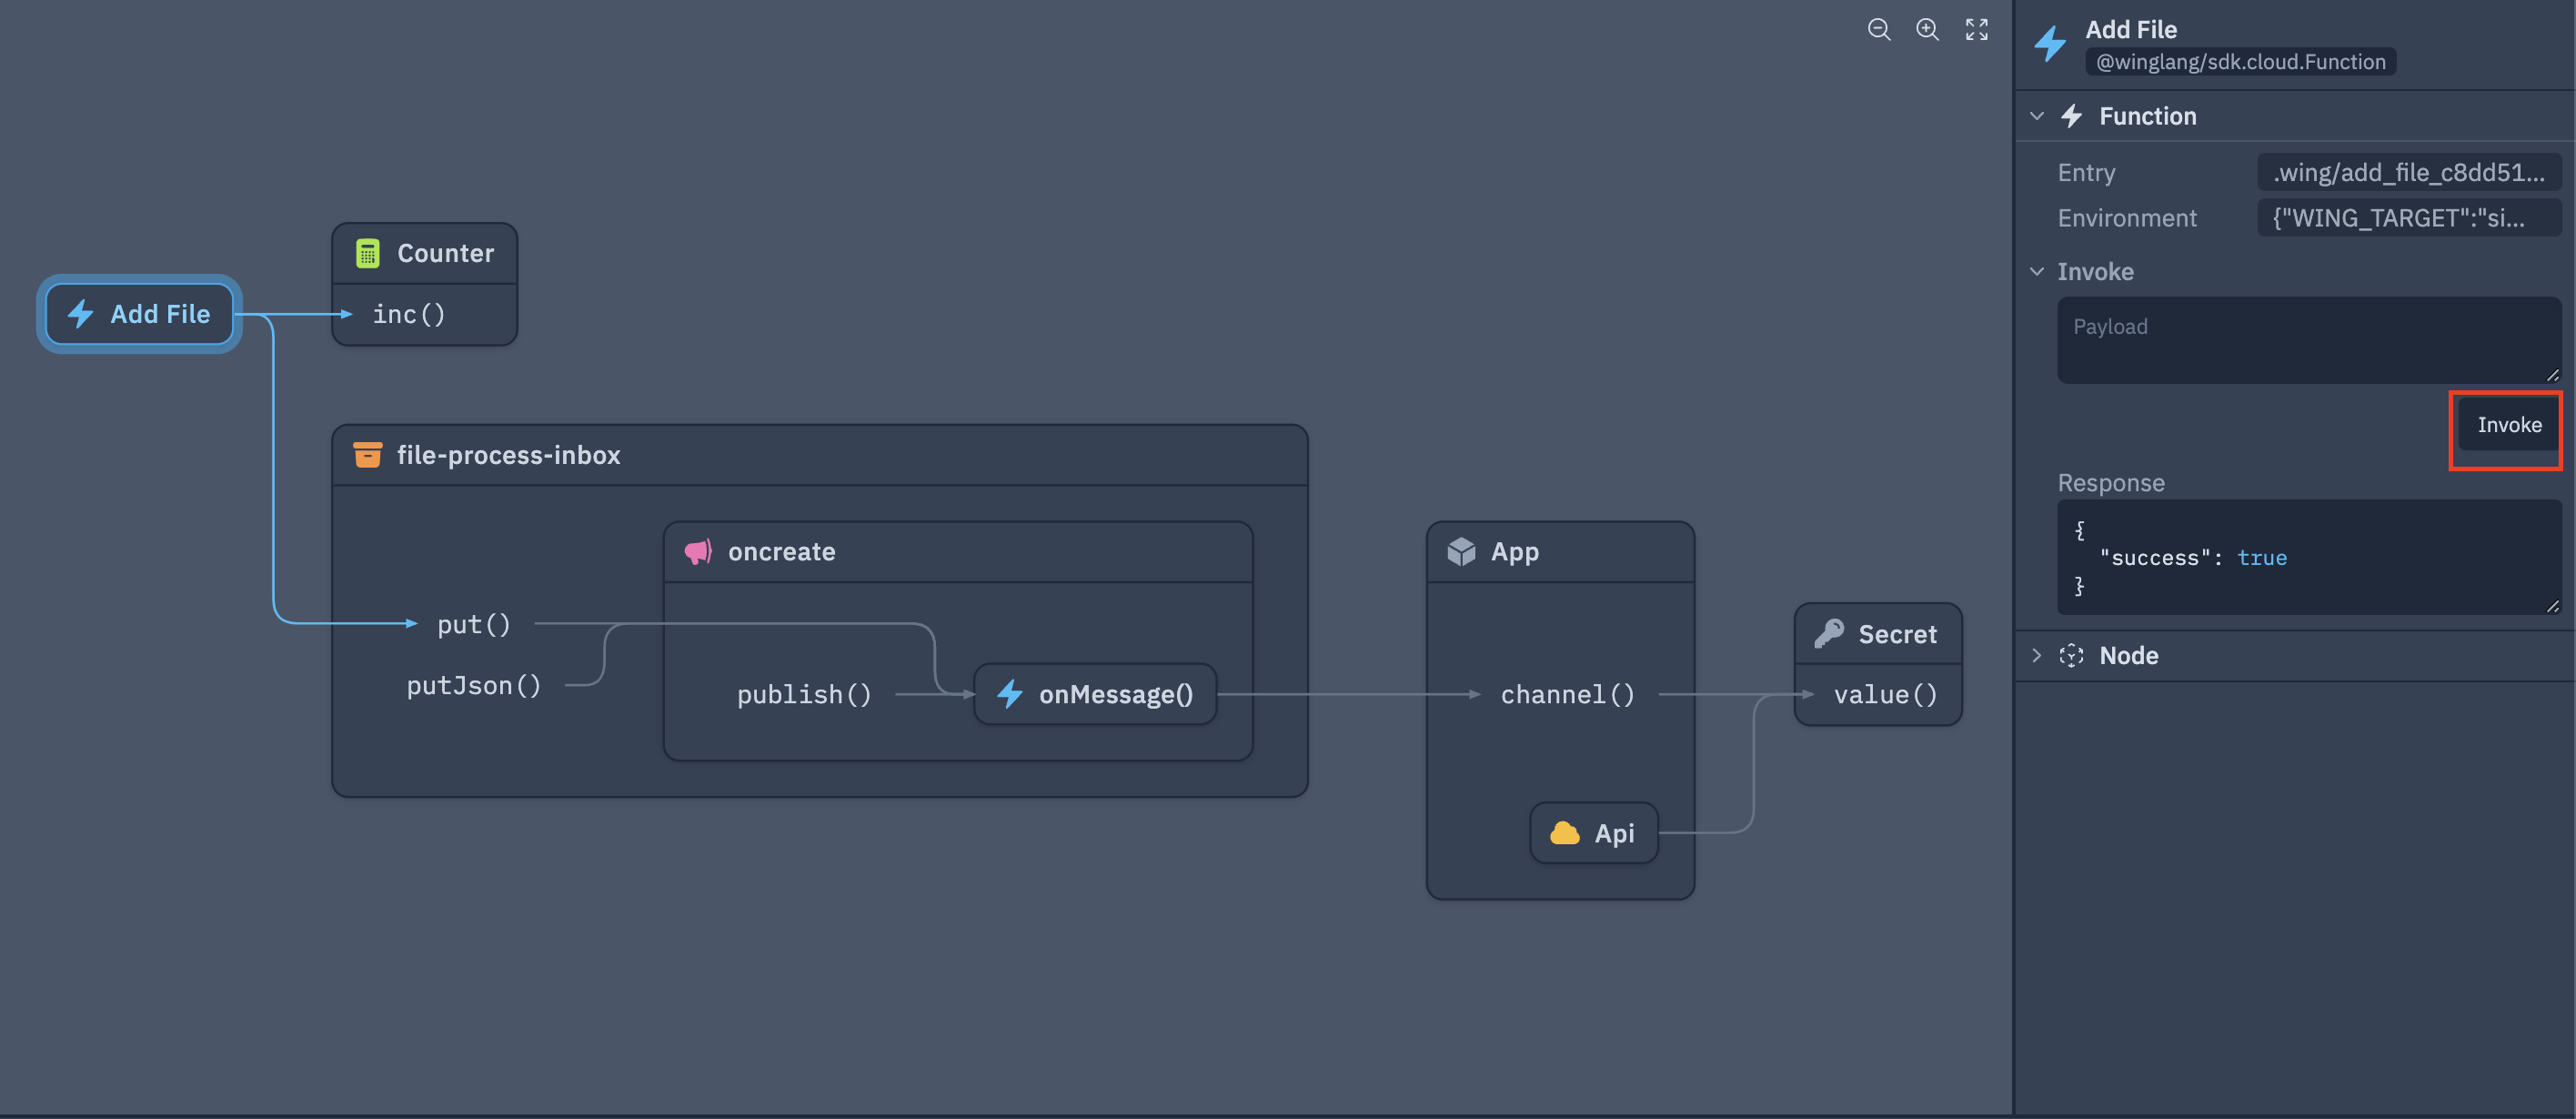 Add File
Counter
inc()
file-process-inbox
oncreate
put()
putJson()
publish()
onMessage()
App
channel()
Api
Secret
value()
Add File
@winglang/sdk.cloud.Function
Function
Entry
.wing/add_file_c8dd51...
Environment
{"WING_TARGET":"si...
Invoke
Payload
Invoke
Response
{
"success": true
}
Node